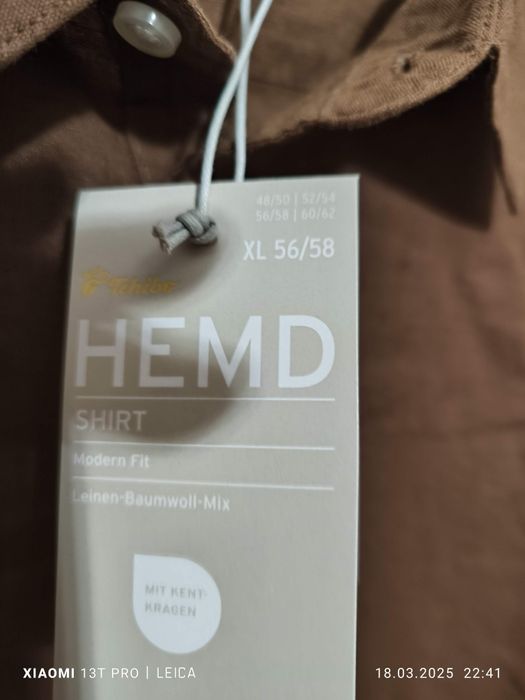 48/50 | 52/54
56/58 | 60/62
XL 56/58
Tchibo
HEMD
SHIRT
Modern Fit
Leinen-Baumwoll-Mix
MIT KENT-
KRAGEN
XIAOMI 13T PRO | LEICA
18.03.2025 22:41